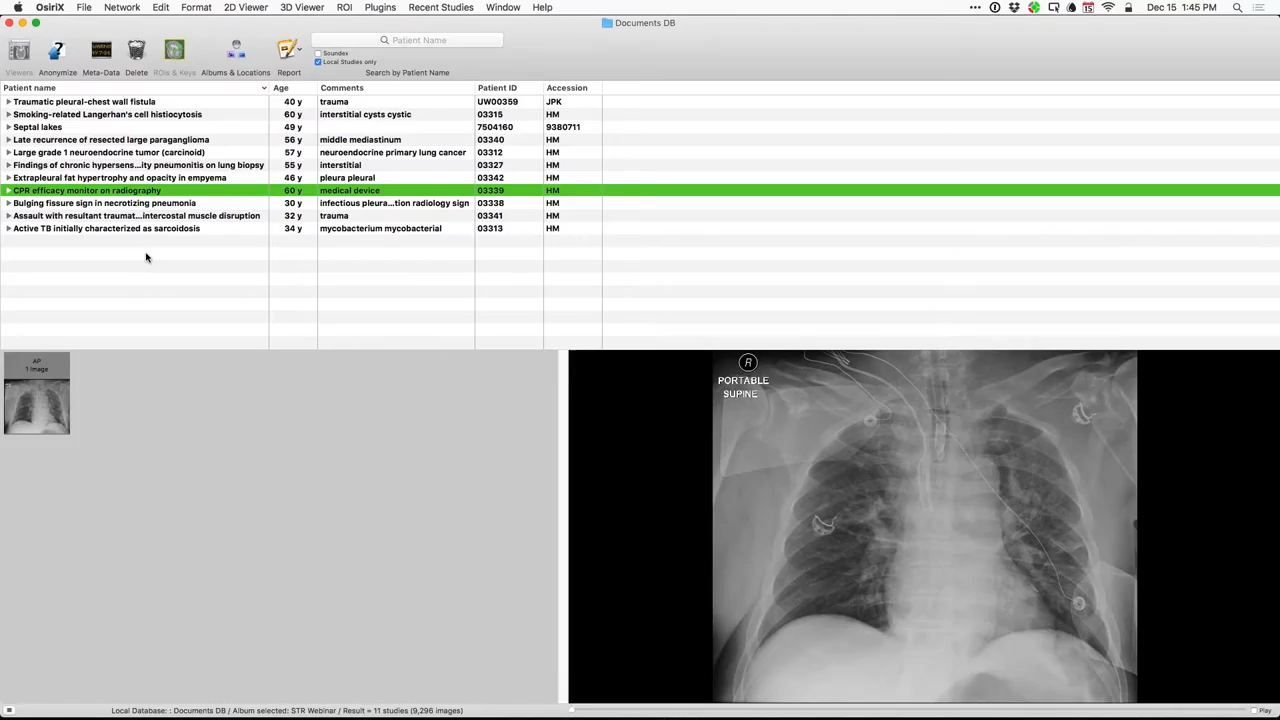 OsiriX File Edit Format Network 2D Viewer 3D Viewer ROI Plugins Recent Studies Window Help Dec 15 1:45 PM
Documents DB
Patient Name
Soundex
Local Studies only
Viewers Anonymize Meta-Data Delete ROIs & Keys Albums & Locations Report Search by Patient Name
Patient name Age Comments Patient ID Accession
Traumatic pleural-chest wall fistula 40 y trauma UW00359 JPK
Smoking-related Langerhan's cell histiocytosis 60 y interstitial cysts cystic 03315 HM
Septal lakes 49 y 7504160 9380711
Late recurrence of resected large paraganglioma 56 y middle mediastinum 03340 HM
Large grade 1 neuroendocrine tumor (carcinoid) 57 y neuroendocrine primary lung cancer 03312 HM
Findings of chronic hypersens...ity pneumonitis on lung biopsy 55 y interstitial 03327 HM
Extrapleural fat hypertrophy and opacity in empyema 46 y pleura pleural 03342 HM
CPR efficacy monitor on radiography 60 y medical device 03339 HM
Bulging fissure sign in necrotizing pneumonia 30 y infectious pleura...tion radiology sign 03338 HM
Assault with resultant traumat...intercostal muscle disruption 32 y trauma 03341 HM
Active TB initially characterized as sarcoidosis 34 y mycobacterium mycobacterial 03313 HM
AP
1 Image
R
PORTABLE
SUPINE
Local Database: : Documents DB / Album selected: STR Webinar / Result = 11 studies (9,296 images)
Play